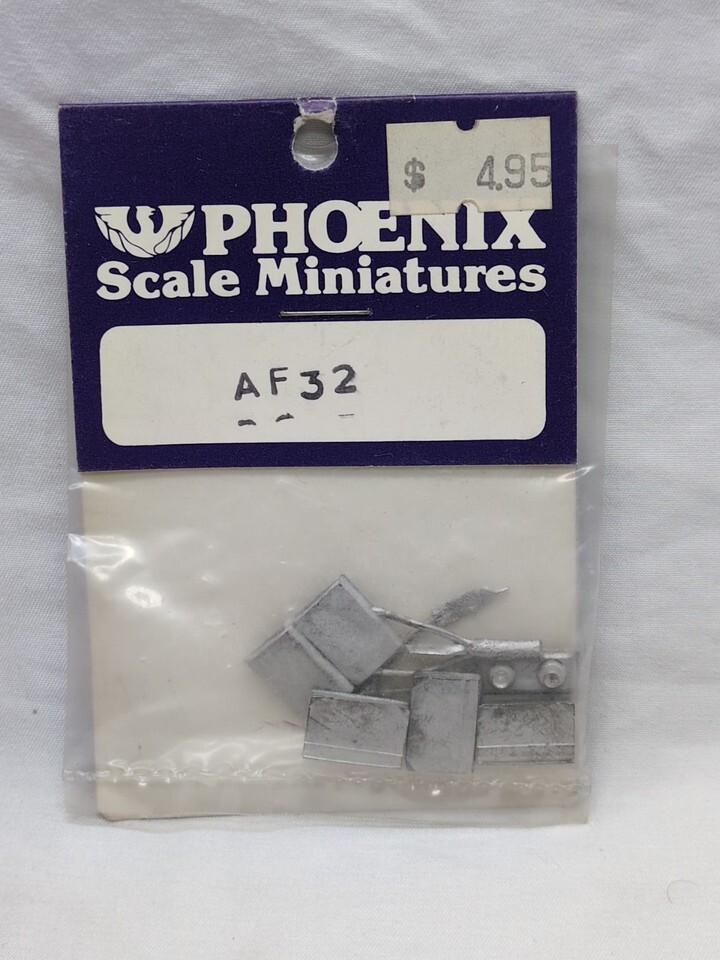 $ 4.95
PHOENIX
Scale Miniatures
AF32